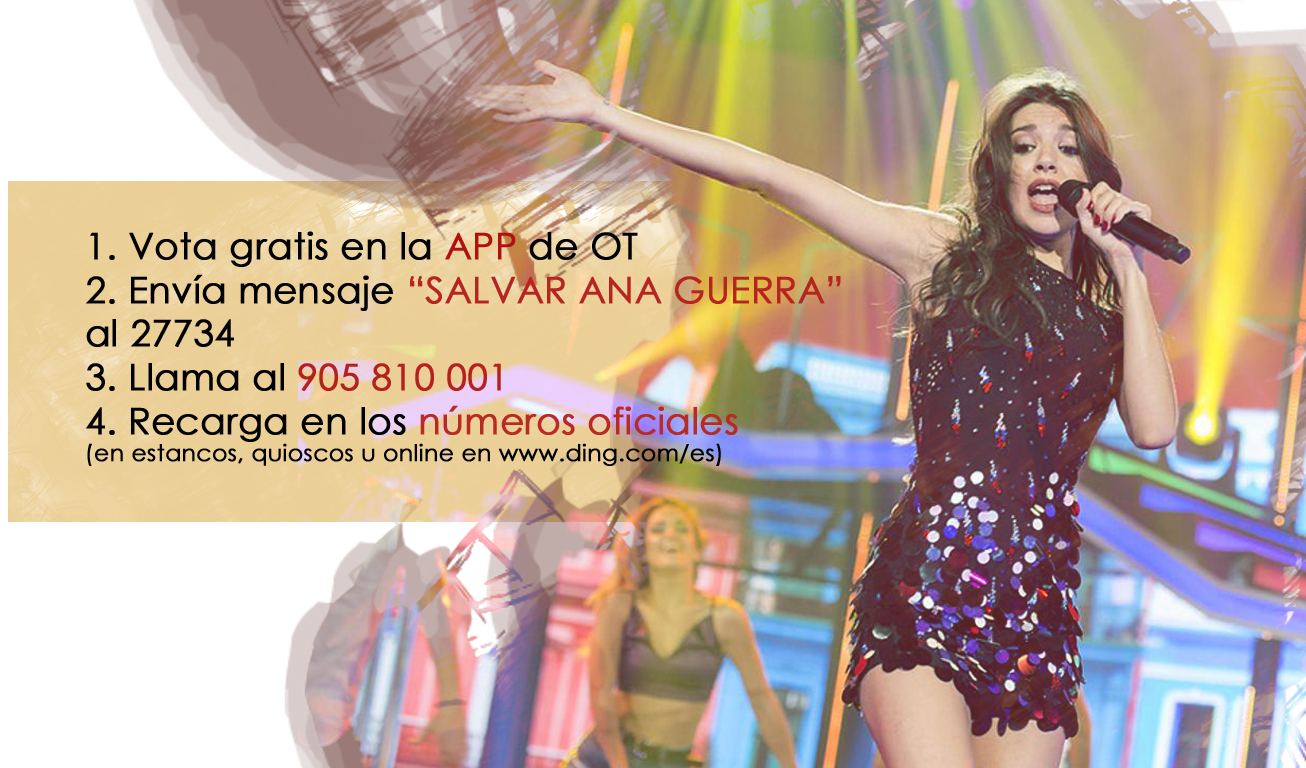 1. Vota gratis en la APP de OT
2. Envía mensaje “SALVAR ANA GUERRA”
al 27734
3. Llama al 905 810 001
4. Recarga en los números oficiales
(en estancos, quioscos u online en www.ding.com/es)